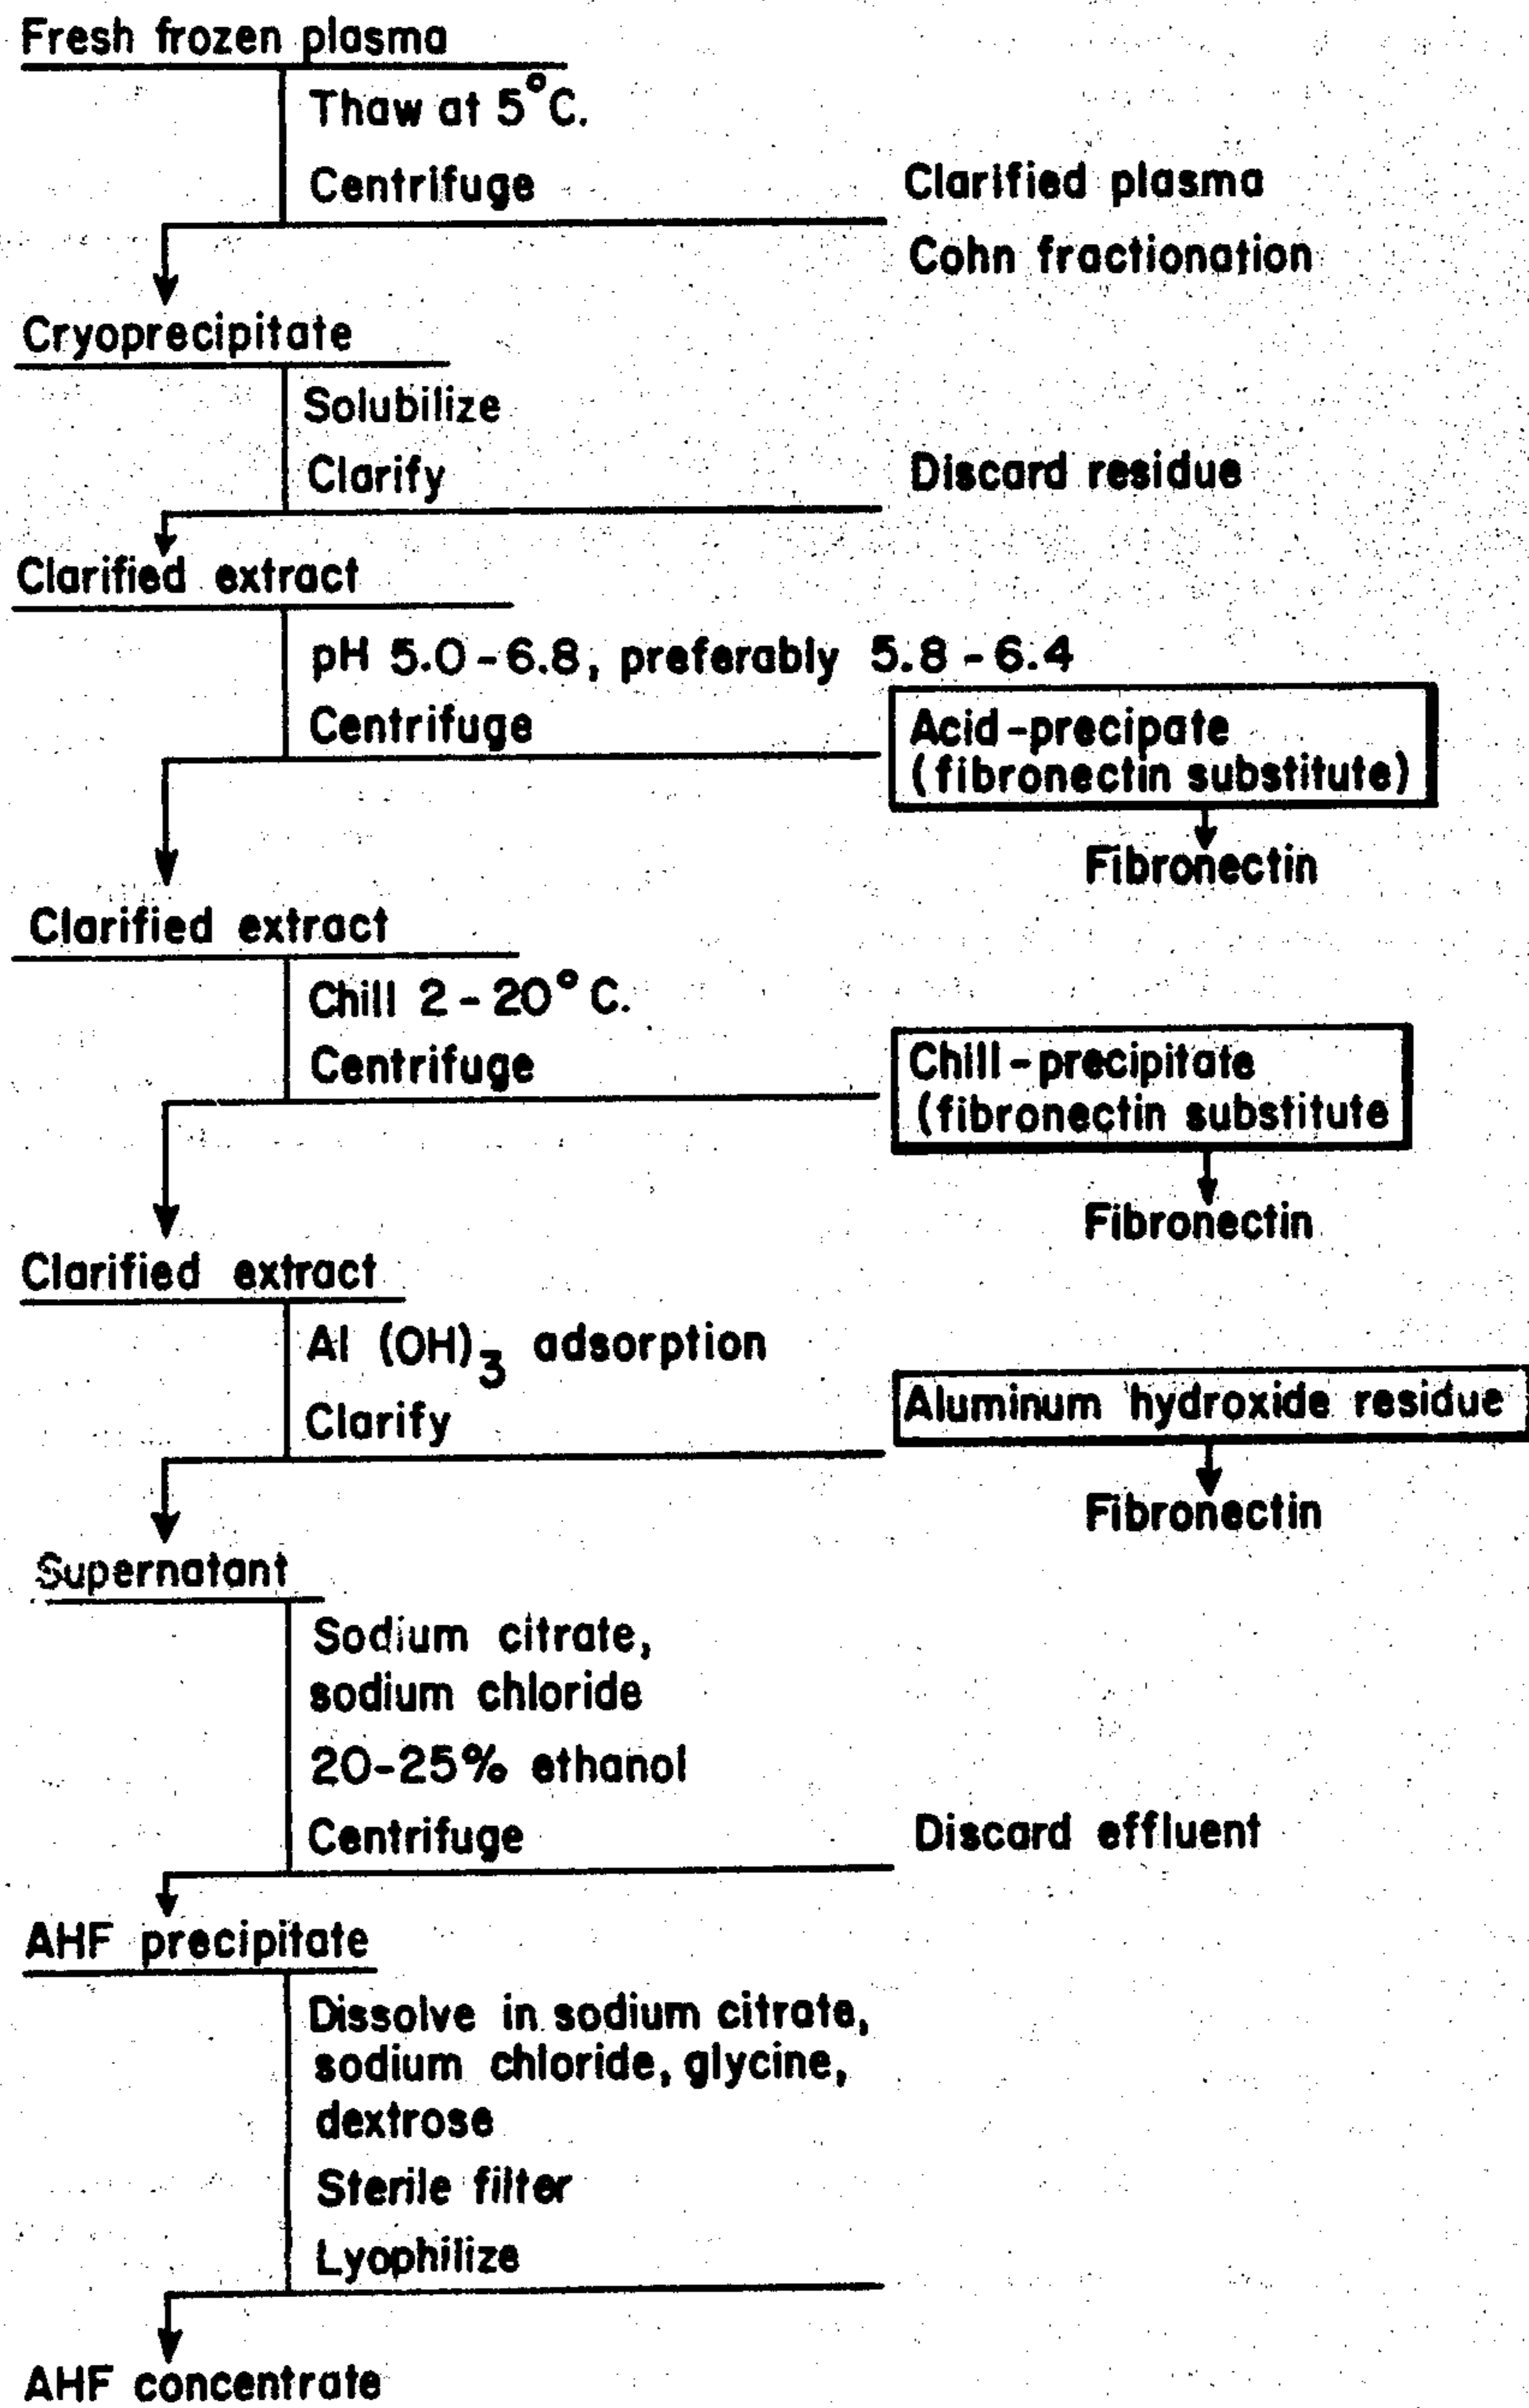 Fresh frozen plasma
Thaw at 5°C.
Centrifuge
Clarified plasma
Cohn fractionation
Cryoprecipitate
Solubilize
Clarify
Discard residue
Clarified extract
pH 5.0-6.8, preferably 5.8-6.4
Centrifuge
Acid-precipate
(fibronectin substitute)
Fibronectin
Clarified extract
Chill 2-20°C.
Centrifuge
Chill-precipitate
(fibronectin substitute
Fibronectin
Clarified extract
Al (OH)3 adsorption
Clarify
Aluminum hydroxide residue
Fibronectin
Supernatant
Sodium citrate,
sodium chloride
20-25% ethanol
Centrifuge
Discard effluent
AHF precipitate
Dissolve in sodium citrate,
sodium chloride, glycine,
dextrose
Sterile filter
Lyophilize
AHF concentrate